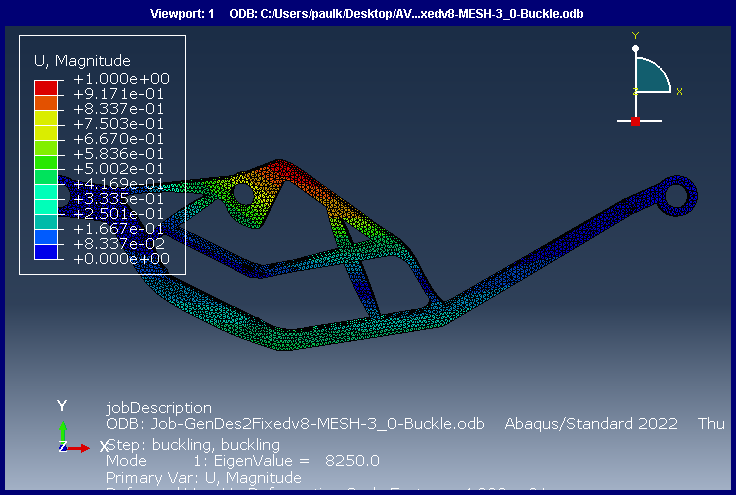 Viewport: 1 ODB: C:/Users/paulk/Desktop/AV...xedv8-MESH-3_0-Buckle.odb
U, Magnitude
+1.000e+00
+9.171e-01
+8.337e-01
+7.503e-01
+6.670e-01
+5.836e-01
+5.002e-01
+4.169e-01
+3.335e-01
+2.501e-01
+1.667e-01
+8.337e-02
+0.000e+00
Y
Z X
Y
Z X
jobDescription
ODB: Job-GenDes2Fixedv8-MESH-3_0-Buckle.odb Abaqus/Standard 2022 Thu
Step: buckling, buckling
Mode 1: EigenValue = 8250.0
Primary Var: U, Magnitude